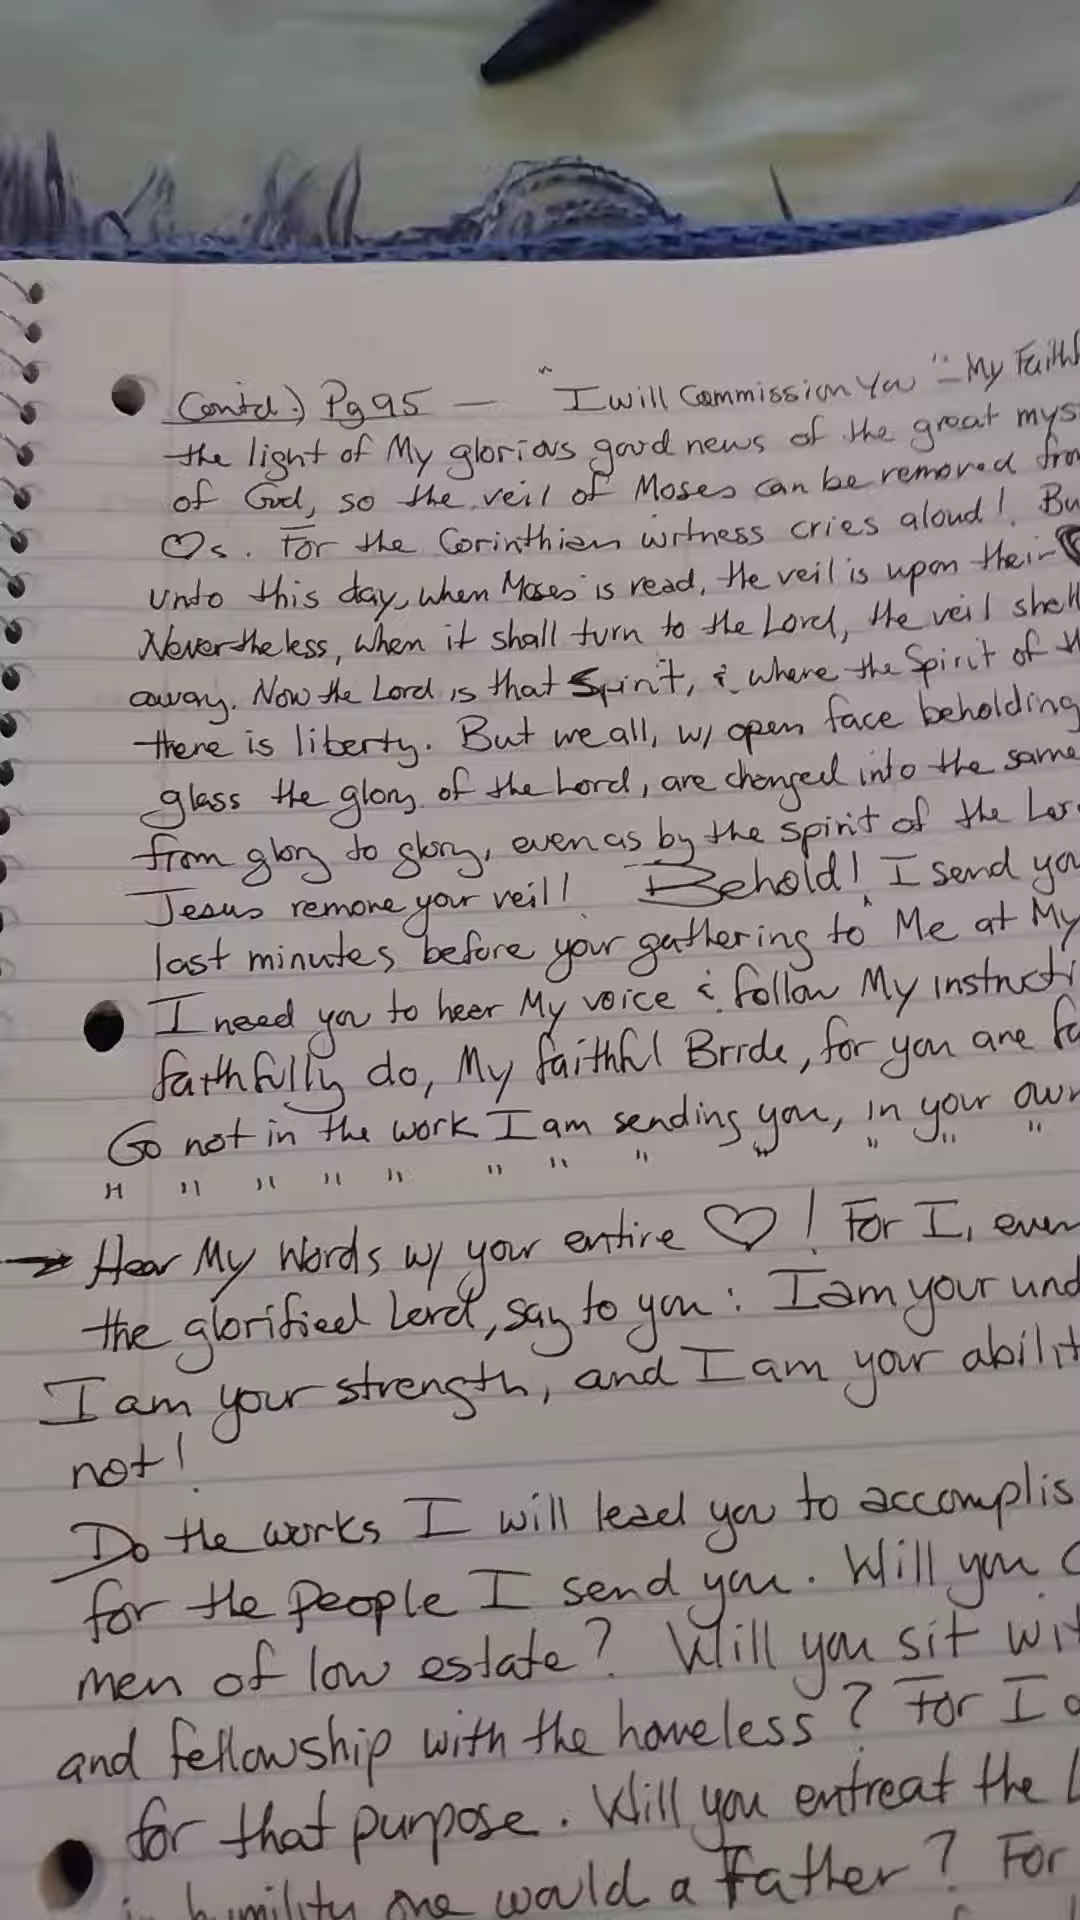 Contd.) Pg 95 — "I will Commission You" - My Faith
the light of My glorious good news of the great mys
of God, so the veil of Moses can be removed fro
♡s. For the Corinthian witness cries aloud! Bu
unto this day, when Moses is read, the veil is upon their ♡
Nevertheless, when it shall turn to the Lord, the veil shall
away. Now the Lord is that Spirit, & where the Spirit of th
there is liberty. But we all, w/ open face beholding
glass the glory of the Lord, are changed into the same
from glory to glory, even as by the spirit of the Lor
Jesus remove your veil! Behold! I send you
last minutes before your gathering to Me at My
I need you to hear My voice & follow My instructi
faithfully do, My faithful Bride, for you are fa
Go not in the work I am sending you, in your own
" " " " " " " " " " " "
→ Hear My Words w/ your entire ♡! For I, even
the glorified Lord, say to you: I am your und
I am your strength, and I am your abilit
not!
Do the works I will lead you to accomplis
for the people I send you. Will you
men of low estate? Will you sit wit
and fellowship with the homeless? For I a
for that purpose. Will you entreat the
in humility one would a Father? For